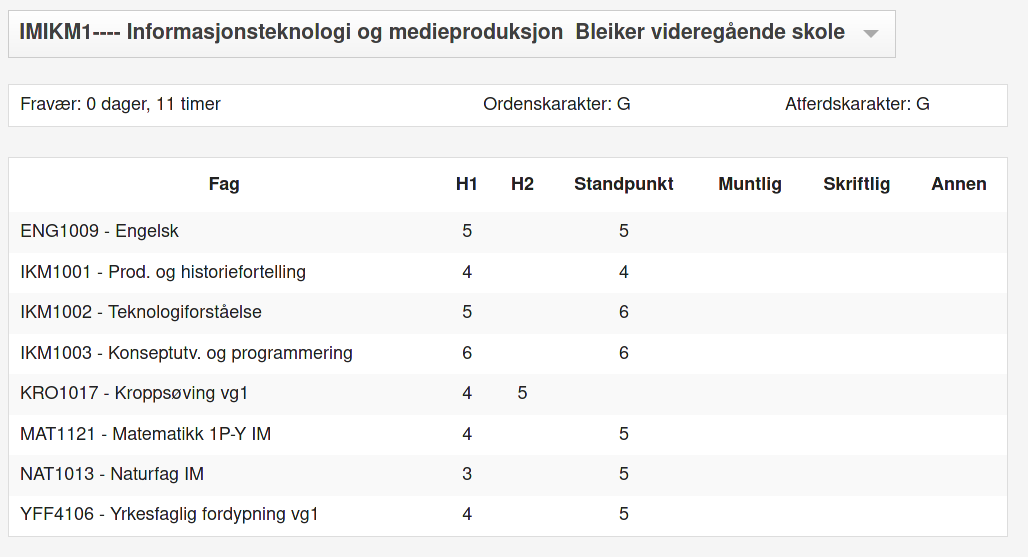 IMIKM1---- Informasjonsteknologi og medieproduksjon  Bleiker videregående skole
Fravær: 0 dager, 11 timer Ordenskarakter: G Atferdskarakter: G
Fag H1 H2 Standpunkt Muntlig Skriftlig Annen
ENG1009 - Engelsk 5 5
IKM1001 - Prod. og historiefortelling 4 4
IKM1002 - Teknologiforståelse 5 6
IKM1003 - Konseptutv. og programmering 6 6
KRO1017 - Kroppsøving vg1 4 5
MAT1121 - Matematikk 1P-Y IM 4 5
NAT1013 - Naturfag IM 3 5
YFF4106 - Yrkesfaglig fordypning vg1 4 5